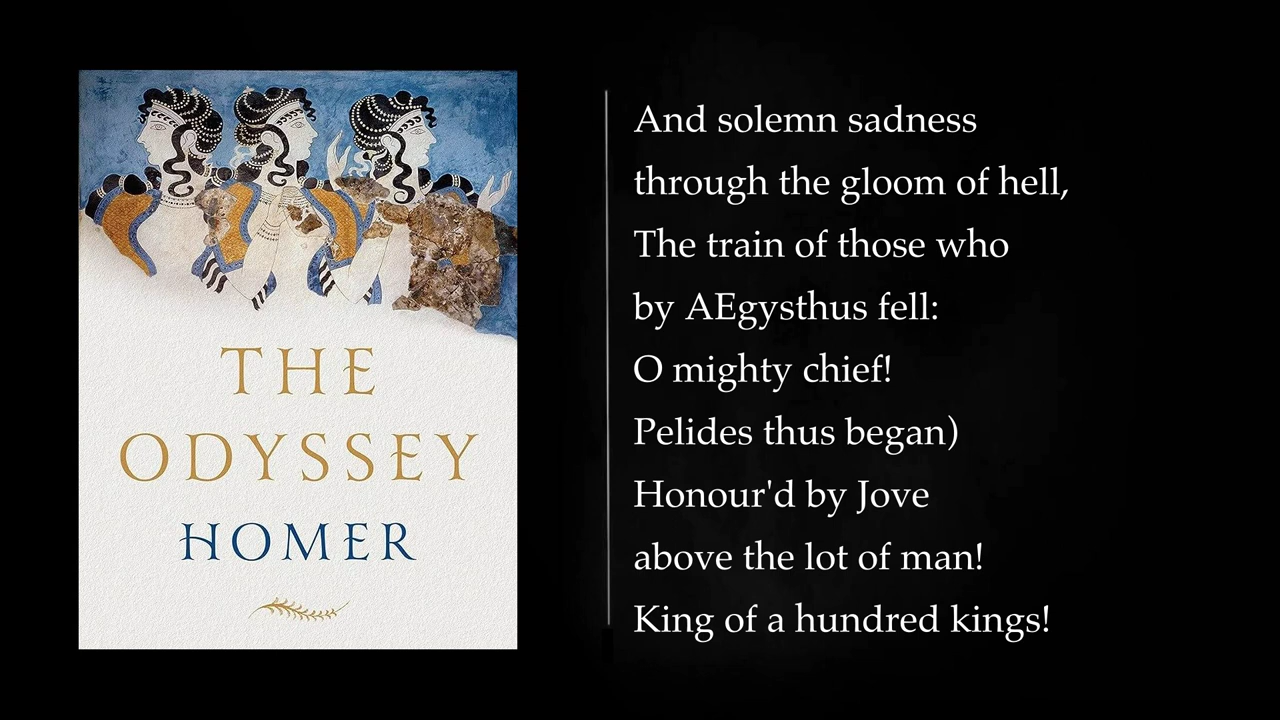 THE
ODYSSEY
HOMER
And solemn sadness
through the gloom of hell,
The train of those who
by AEgysthus fell:
O mighty chief!
Pelides thus began)
Honour'd by Jove
above the lot of man!
King of a hundred kings!